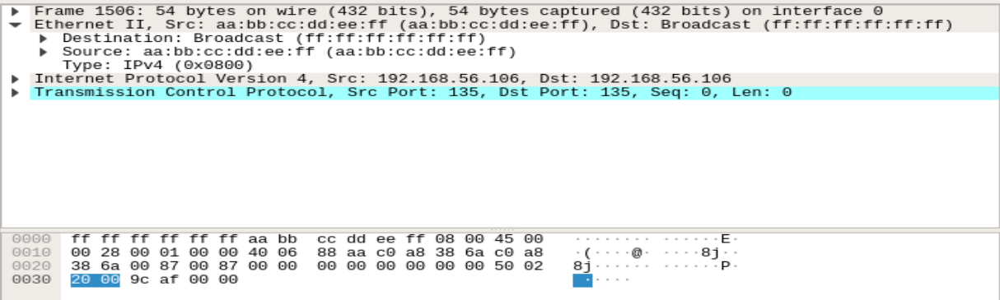 Frame 1506: 54 bytes on wire (432 bits), 54 bytes captured (432 bits) on interface 0
Ethernet II, Src: aa:bb:cc:dd:ee:ff (aa:bb:cc:dd:ee:ff), Dst: Broadcast (ff:ff:ff:ff:ff:ff)
Destination: Broadcast (ff:ff:ff:ff:ff:ff)
Source: aa:bb:cc:dd:ee:ff (aa:bb:cc:dd:ee:ff)
Type: IPv4 (0x0800)
Internet Protocol Version 4, Src: 192.168.56.106, Dst: 192.168.56.106
Transmission Control Protocol, Src Port: 135, Dst Port: 135, Seq: 0, Len: 0
0000 ff ff ff ff ff ff aa bb cc dd ee ff 08 00 45 00 ········ ······E·
0010 00 28 00 01 00 00 40 06 88 aa c0 a8 38 6a c0 a8 ·(····@· ····8j··
0020 38 6a 00 87 00 87 00 00 00 00 00 00 00 00 50 02 8j······ ······P·
0030 20 00 9c af 00 00 ·····